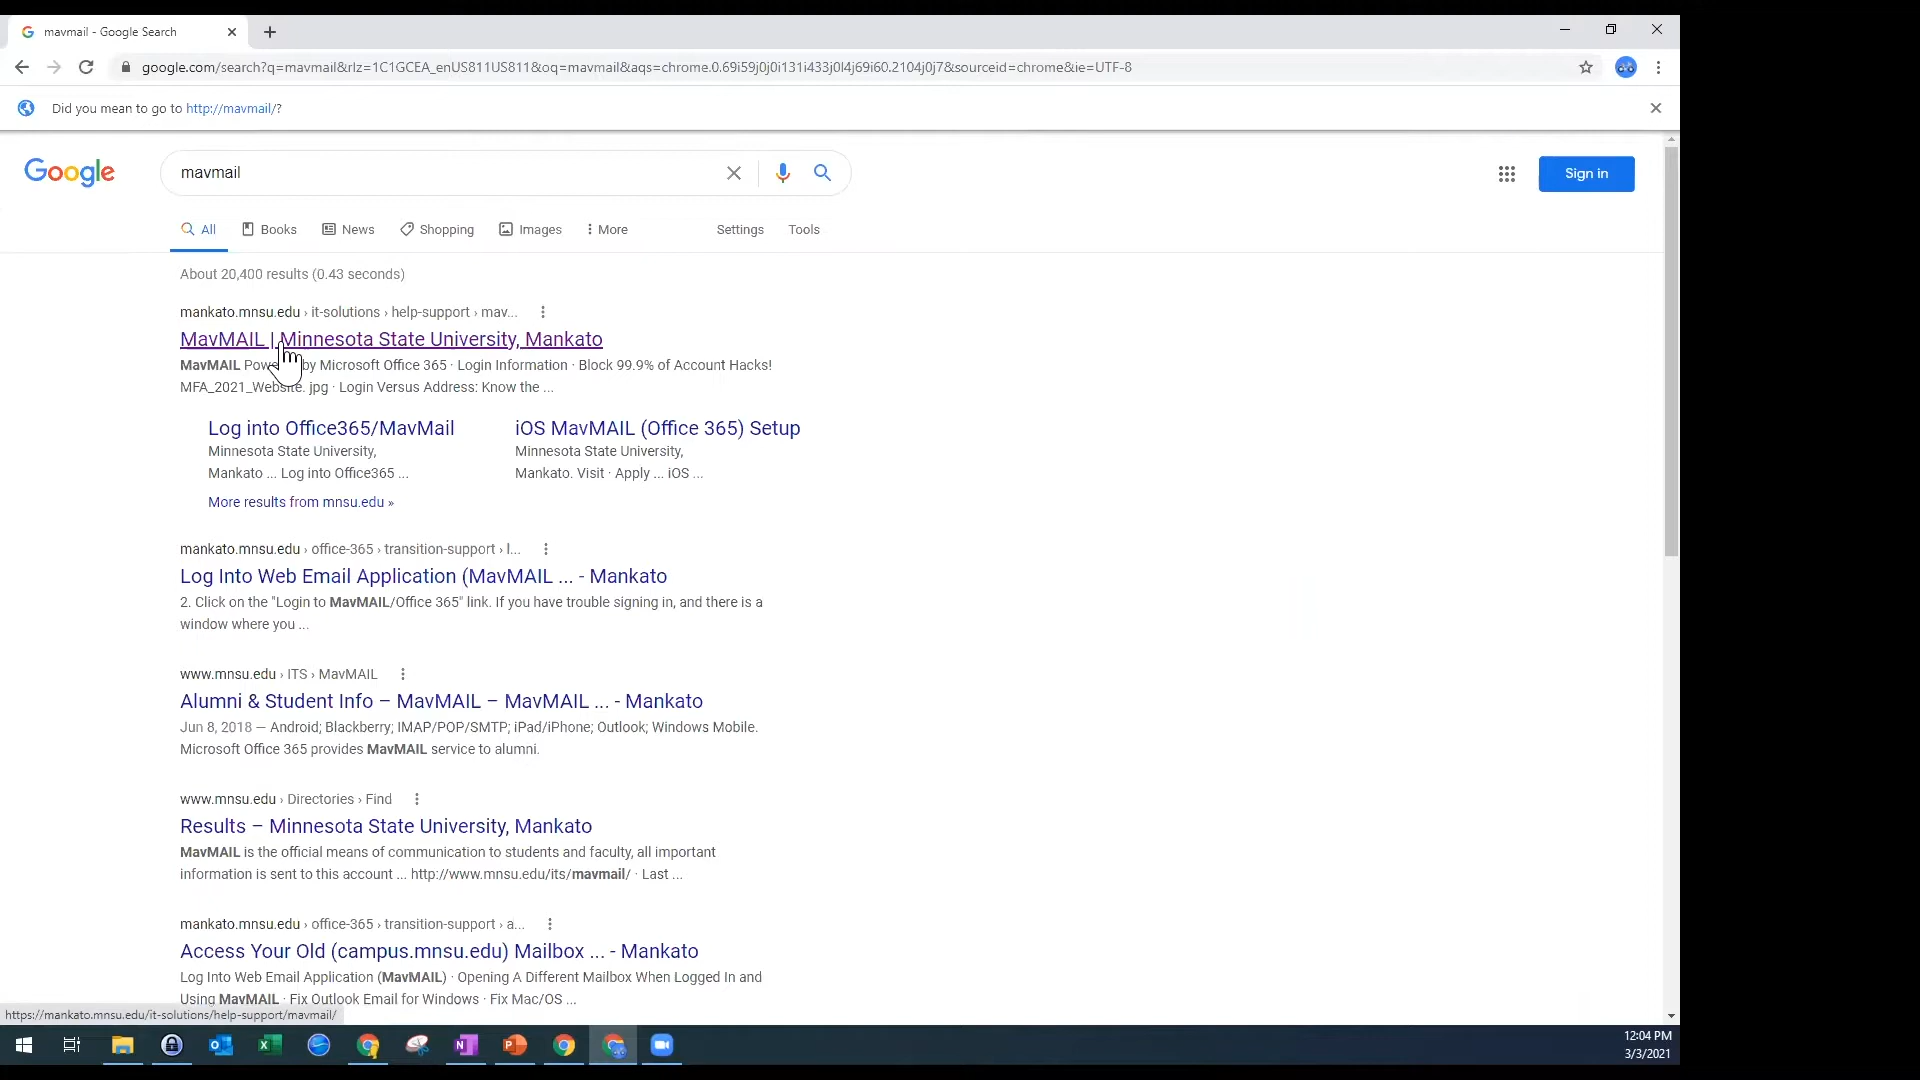 mavmail - Google Search
google.com/search?q=mavmail&rlz=1C1GCEA_enUS811US811&oq=mavmail&aqs=chrome.0.69i59j0j0i131i433j0l4j69i60.2104j0j7&sourceid=chrome&ie=UTF-8
Did you mean to go to http://mavmail/?
Google
mavmail
Sign in
All Books News Shopping Images More Settings Tools
About 20,400 results (0.43 seconds)
mankato.mnsu.edu › it-solutions › help-support › mav...
MavMAIL | Minnesota State University, Mankato
MavMAIL by Microsoft Office 365 · Login Information · Block 99.9% of Account Hacks!
MFA_2021_Website. jpg · Login Versus Address: Know the ...
Log into Office365/MavMail
Minnesota State University,
Mankato ... Log into Office365 ...
iOS MavMAIL (Office 365) Setup
Minnesota State University,
Mankato. Visit · Apply ... iOS ...
More results from mnsu.edu »
mankato.mnsu.edu › office-365 › transition-support › l...
Log Into Web Email Application (MavMAIL ... - Mankato
2. Click on the "Login to MavMAIL/Office 365" link. If you have trouble signing in, and there is a
window where you ...
www.mnsu.edu › ITS › MavMAIL
Alumni & Student Info – MavMAIL – MavMAIL ... - Mankato
Jun 8, 2018 — Android; Blackberry; IMAP/POP/SMTP; iPad/iPhone; Outlook; Windows Mobile.
Microsoft Office 365 provides MavMAIL service to alumni.
www.mnsu.edu › Directories › Find
Results – Minnesota State University, Mankato
MavMAIL is the official means of communication to students and faculty, all important
information is sent to this account ... http://www.mnsu.edu/its/mavmail/ · Last ...
mankato.mnsu.edu › office-365 › transition-support › a...
Access Your Old (campus.mnsu.edu) Mailbox ... - Mankato
Log Into Web Email Application (MavMAIL) · Opening A Different Mailbox When Logged In and
Using MavMAIL · Fix Outlook Email for Windows · Fix Mac/OS ...
https://mankato.mnsu.edu/it-solutions/help-support/mavmail/
12:04 PM
3/3/2021